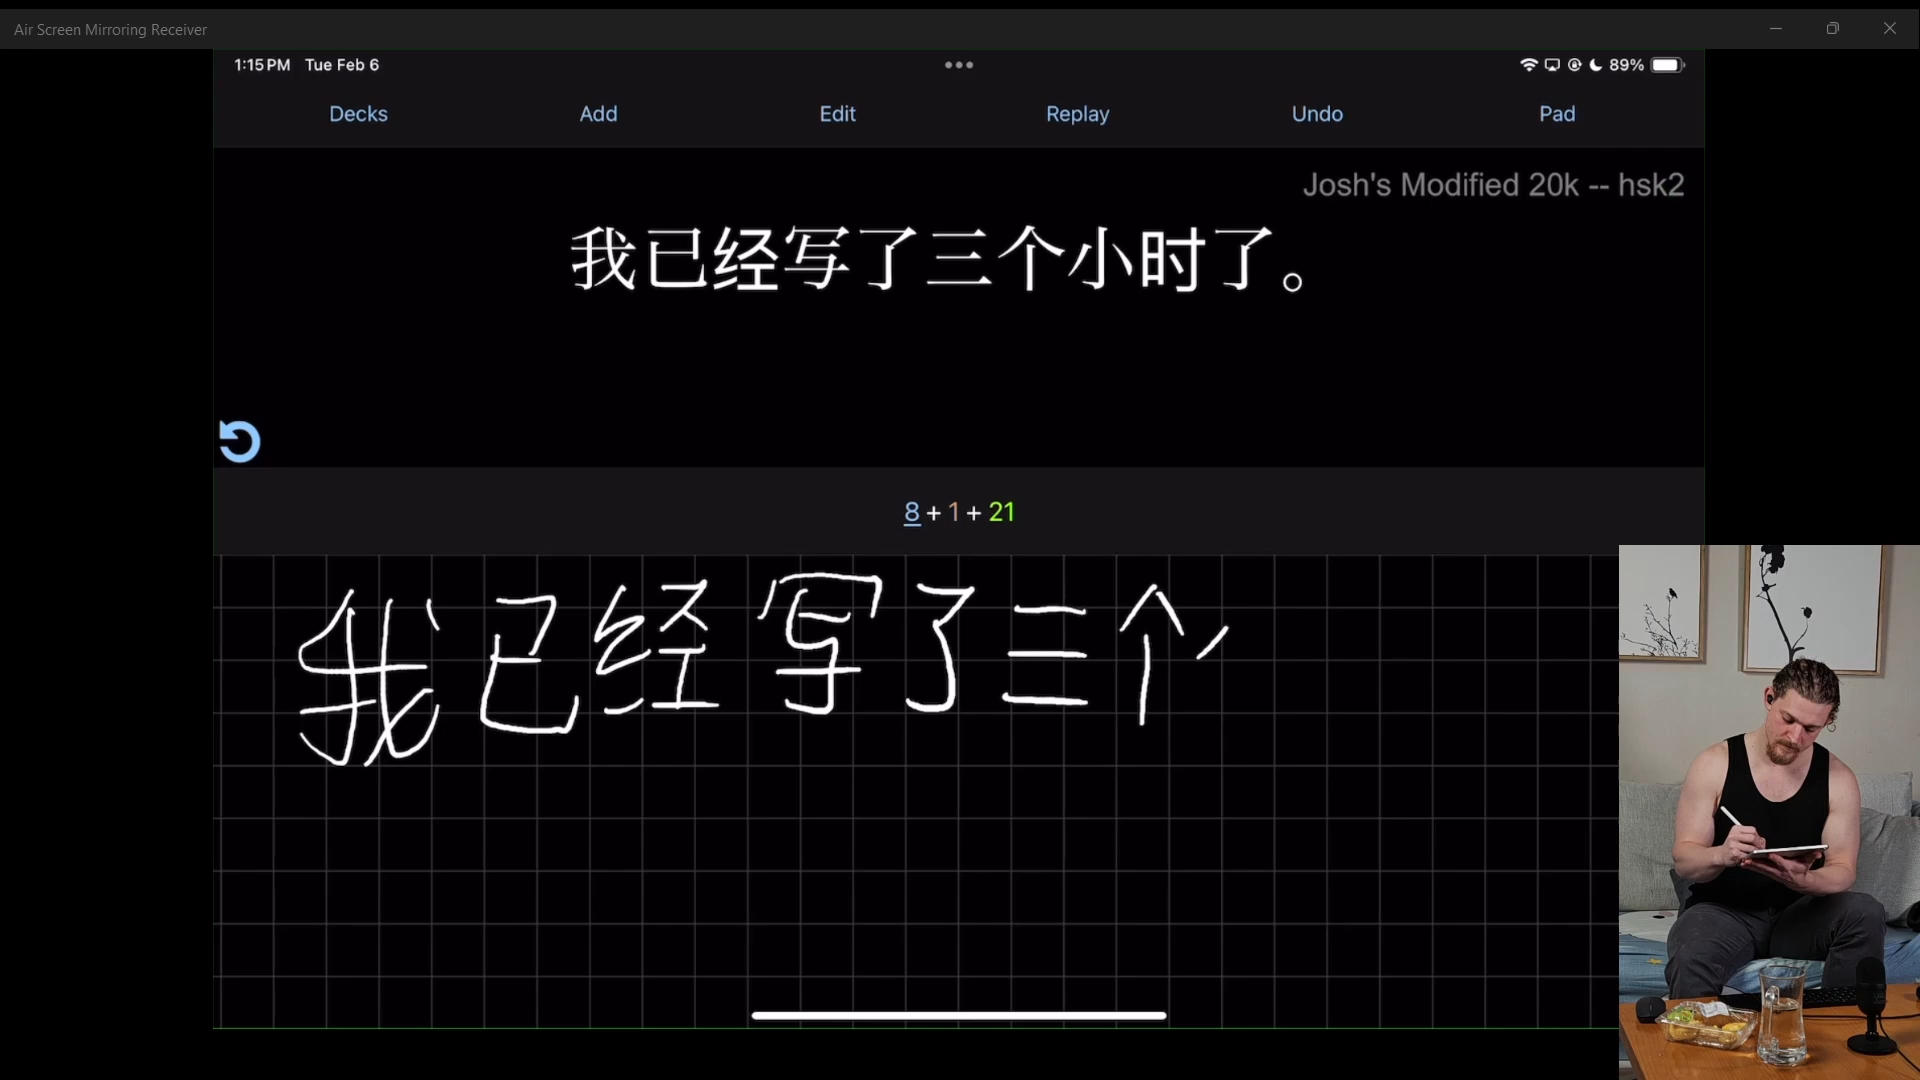 Air Screen Mirroring Receiver
1:15 PM Tue Feb 6
89%
Decks Add Edit Replay Undo Pad
Josh's Modified 20k -- hsk2
我已经写了三个小时了。
8 + 1 + 21
我已经写了三个